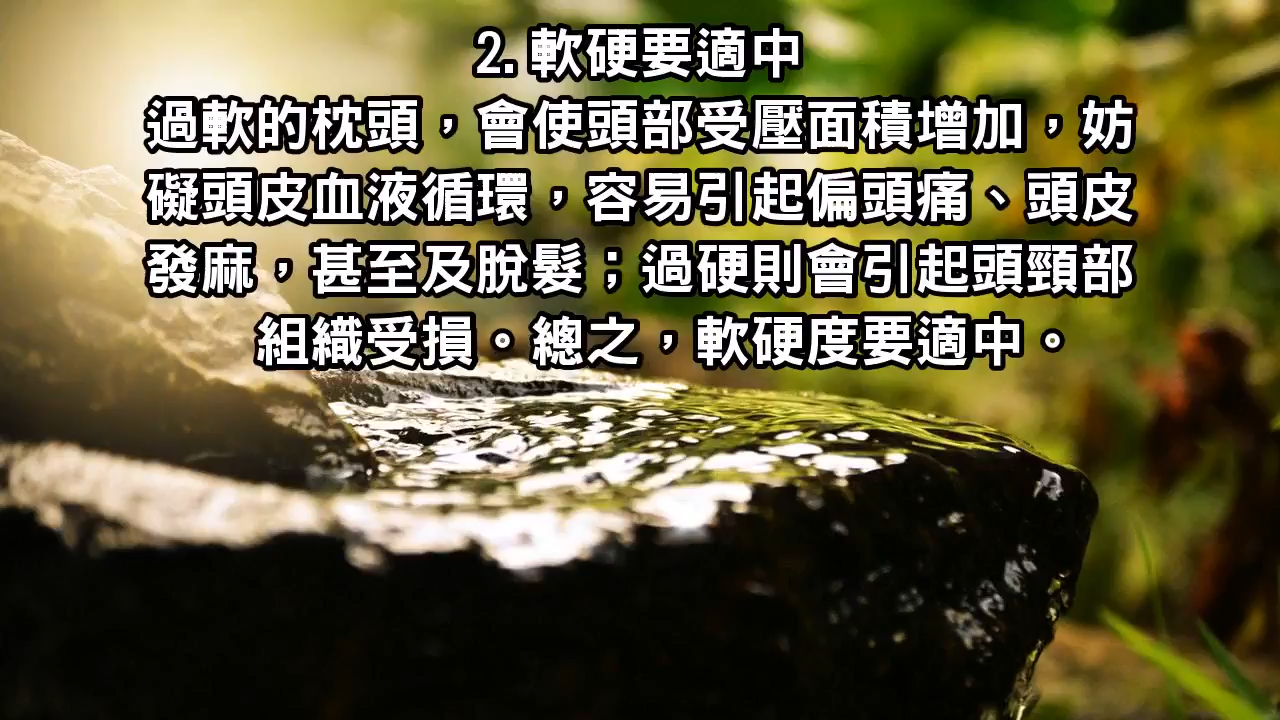 2.軟硬要適中
過軟的枕頭，會使頭部受壓面積增加，妨
礙頭皮血液循環，容易引起偏頭痛、頭皮
發麻，甚至及脫髮；過硬則會引起頭頸部
組織受損。總之，軟硬度要適中。